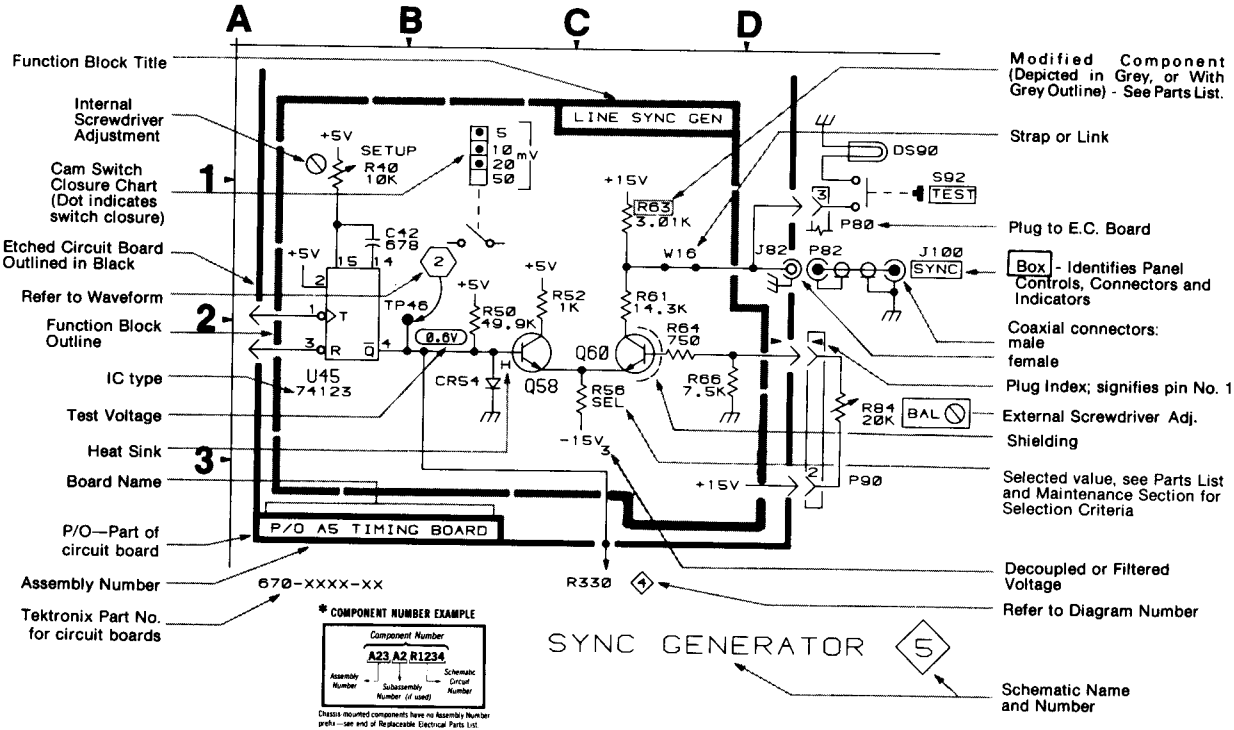 A
B
C
D
1
2
3
Function Block Title
Internal
Screwdriver
Adjustment
Cam Switch
Closure Chart
(Dot indicates
switch closure)
Etched Circuit Board
Outlined in Black
Refer to Waveform
Function Block
Outline
IC type
Test Voltage
Heat Sink
Board Name
P/O—Part of
circuit board
Assembly Number
Tektronix Part No.
for circuit boards
LINE SYNC GEN
+5V
SETUP
R40
10K
5
10
20
50
mV
C42
678
+5V
15
14
2
1
T
3
R
Q
4
U45
74123
2
TP46
0.6V
+5V
R50
49.9K
CR54
+5V
R52
1K
Q58
Q60
R56
SEL
-15V
3
+15V
R63
3.01K
W16
R61
14.3K
R64
750
R66
7.5K
+15V
DS90
S92
TEST
3
P80
J82
P82
J100
SYNC
R84
20K
BAL
2
P90
P/O A5 TIMING BOARD
670-XXXX-XX
R330
4
SYNC GENERATOR
5
Modified Component
(Depicted in Grey, or With
Grey Outline) - See Parts List.
Strap or Link
Plug to E.C. Board
Box - Identifies Panel
Controls, Connectors and
Indicators
Coaxial connectors:
male
female
Plug Index; signifies pin No. 1
External Screwdriver Adj.
Shielding
Selected value, see Parts List
and Maintenance Section for
Selection Criteria
Decoupled or Filtered
Voltage
Refer to Diagram Number
Schematic Name
and Number
* COMPONENT NUMBER EXAMPLE
Component Number
A23 A2 R1234
Assembly
Number
Subassembly
Number (if used)
Schematic
Circuit
Number
Chassis-mounted components have no Assembly Number
prefix—see end of Replaceable Electrical Parts List.